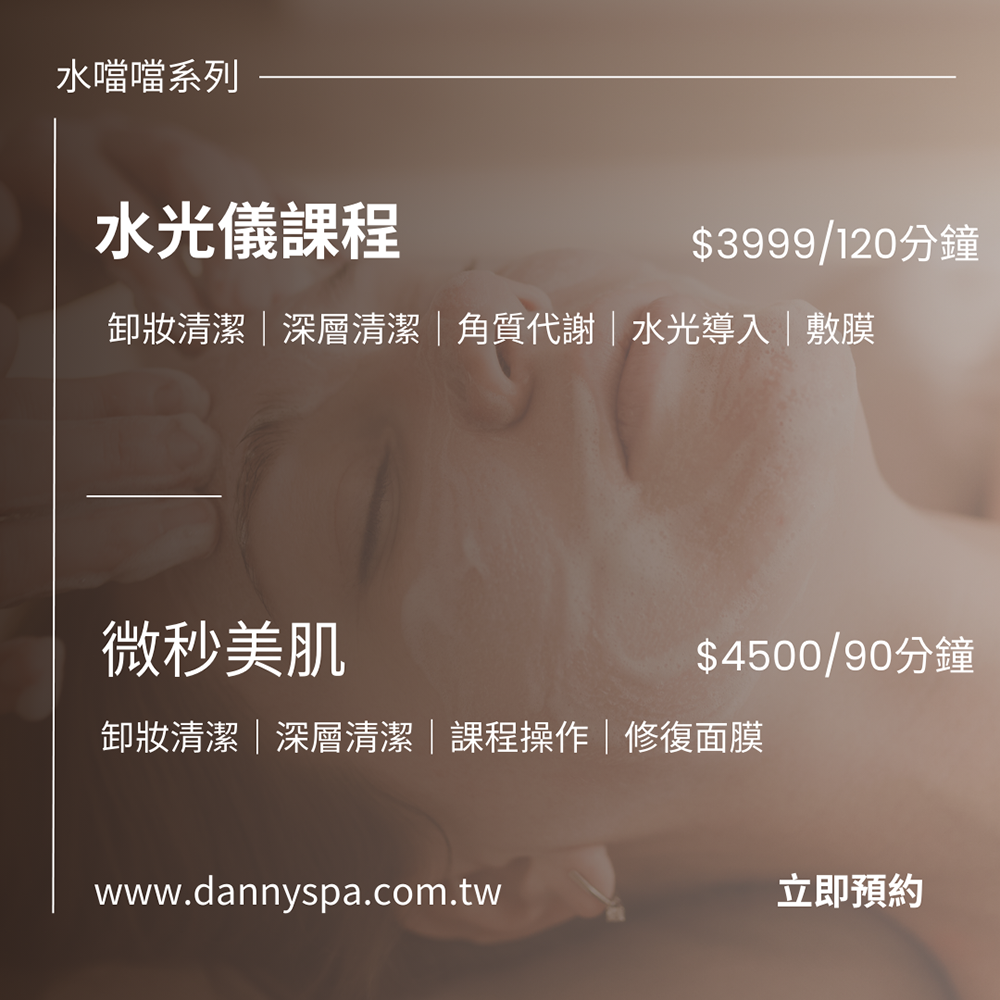 水噹噹系列
水光儀課程
$3999/120分鐘
卸妝清潔｜深層清潔｜角質代謝｜水光導入｜敷膜
微秒美肌
$4500/90分鐘
卸妝清潔｜深層清潔｜課程操作｜修復面膜
www.dannyspa.com.tw
立即預約